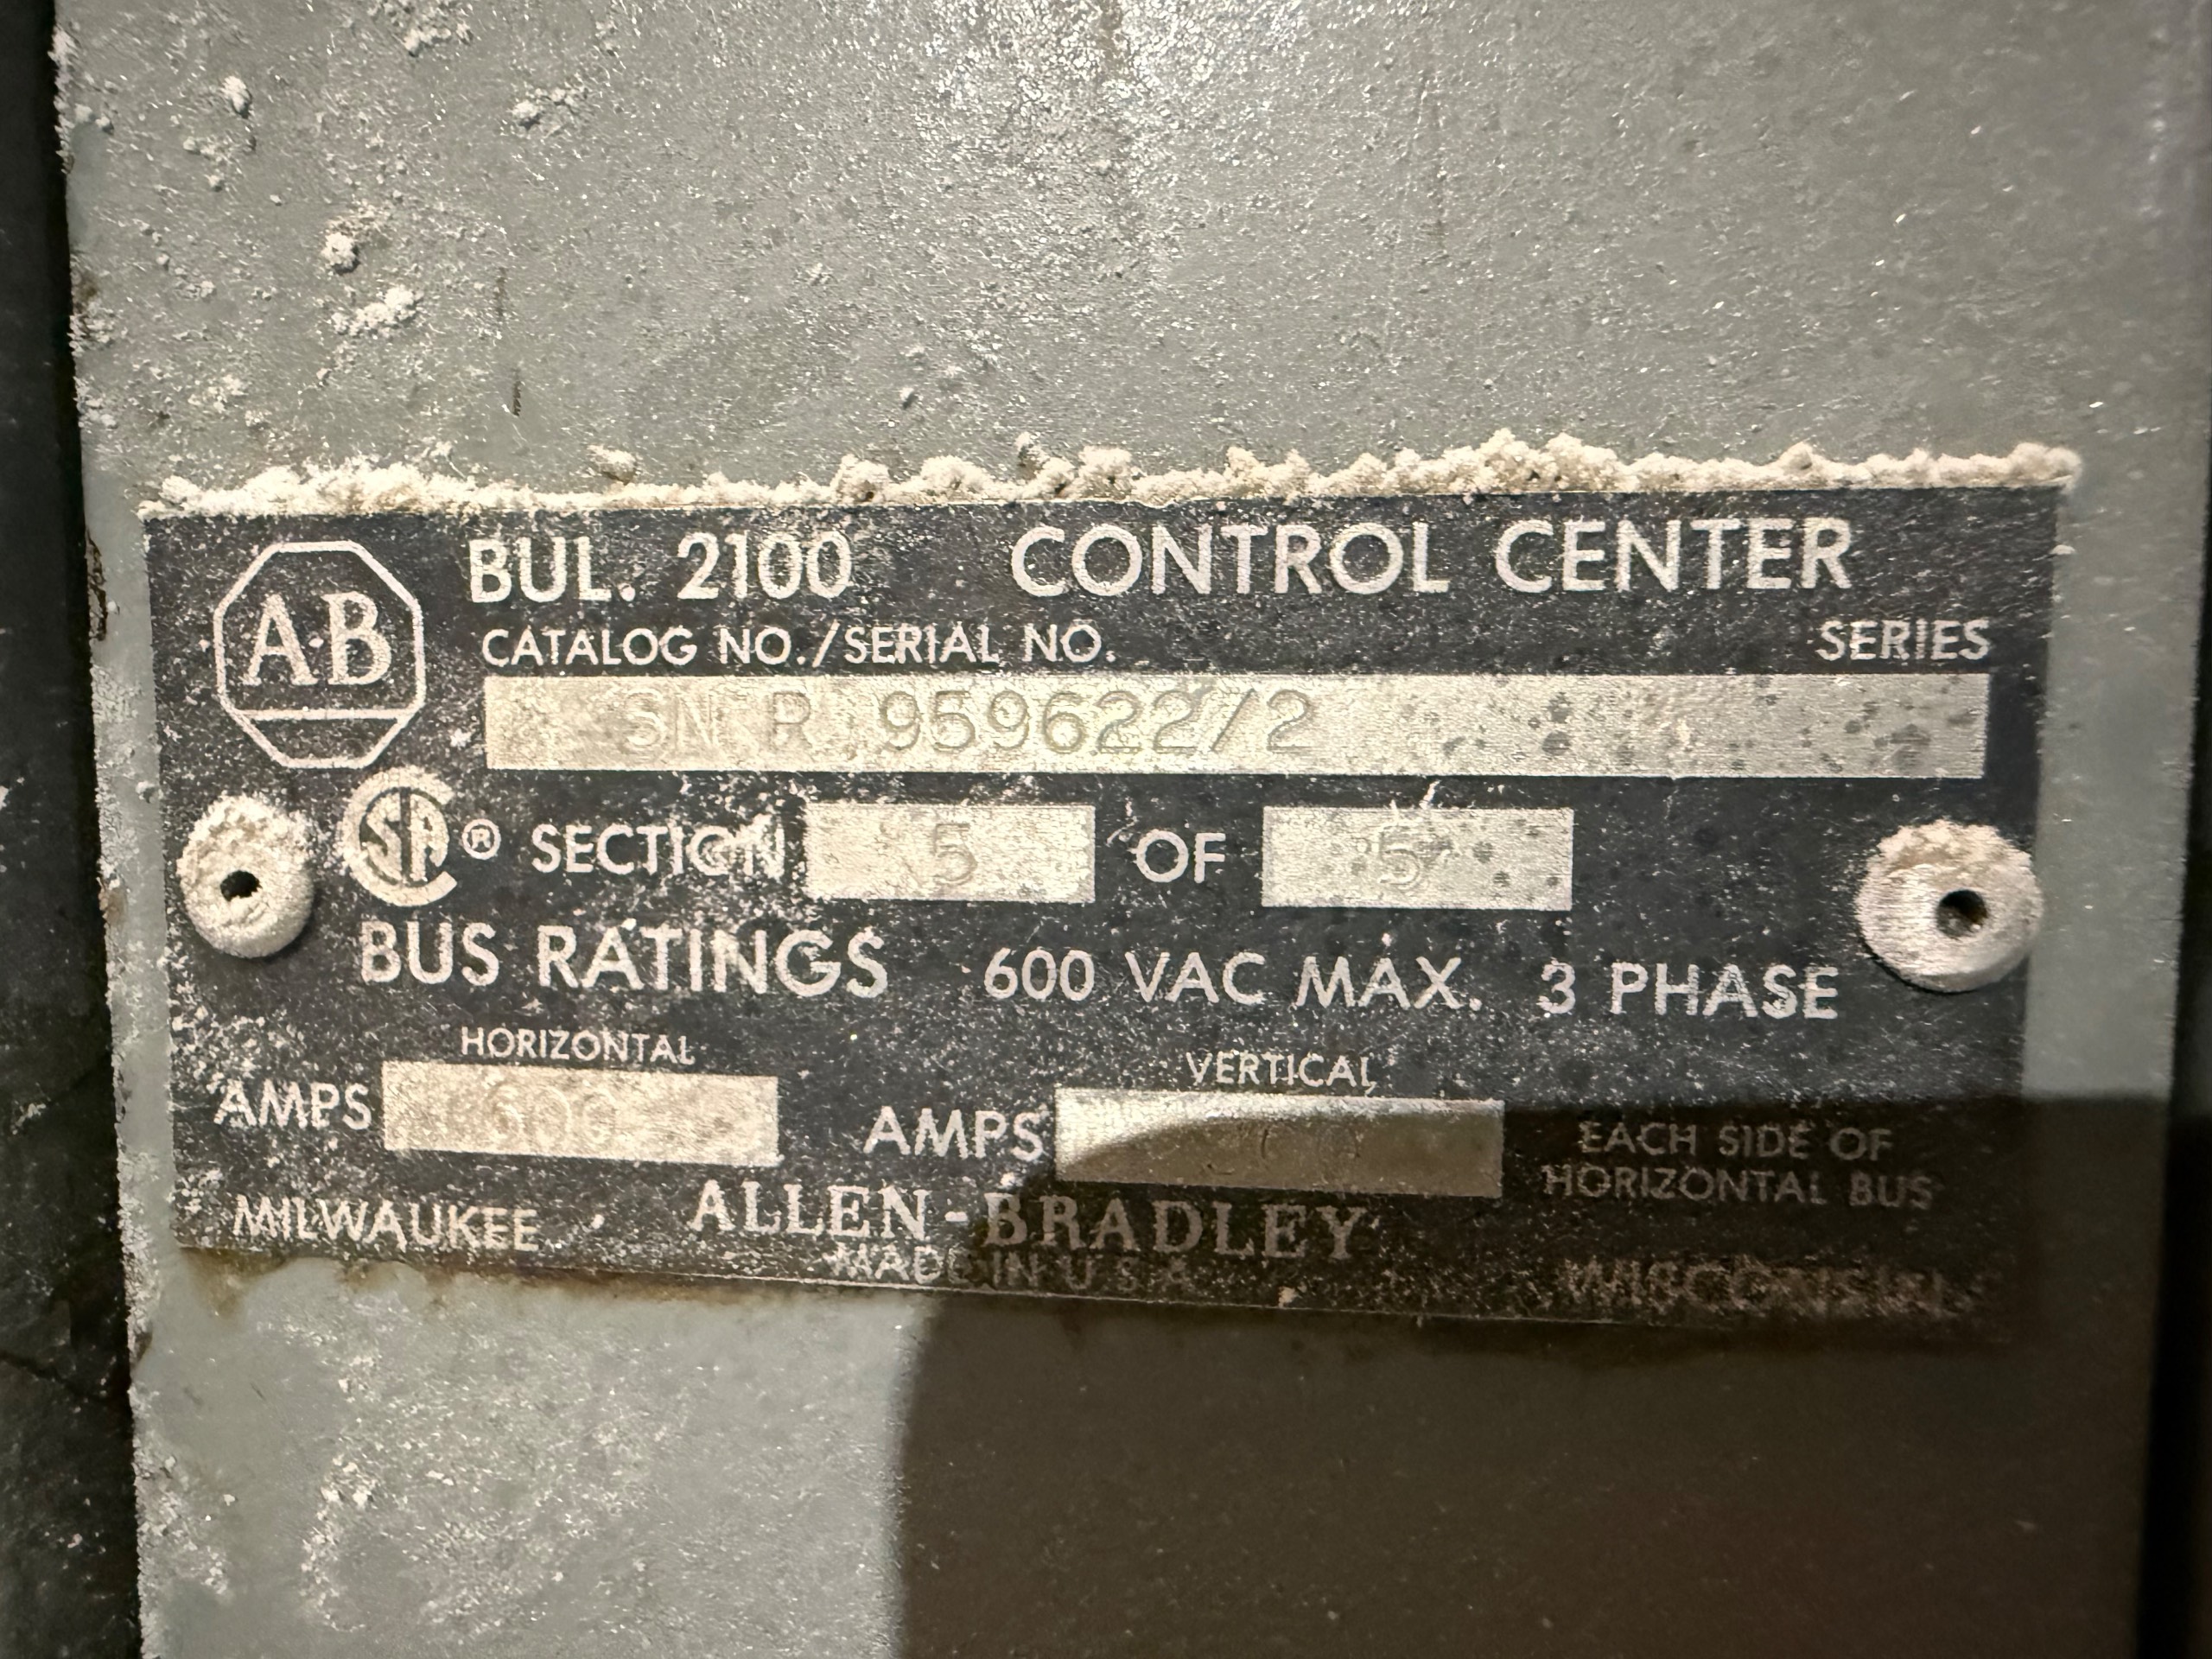 A·B
BUL. 2100 CONTROL CENTER
CATALOG NO./SERIAL NO. SERIES
SN R 959622/2
SA ® SECTION 5 OF 5
BUS RATINGS 600 VAC MAX. 3 PHASE
HORIZONTAL VERTICAL
AMPS 600 AMPS EACH SIDE OF
HORIZONTAL BUS
MILWAUKEE ALLEN-BRADLEY WISCONSIN
MADE IN U S A